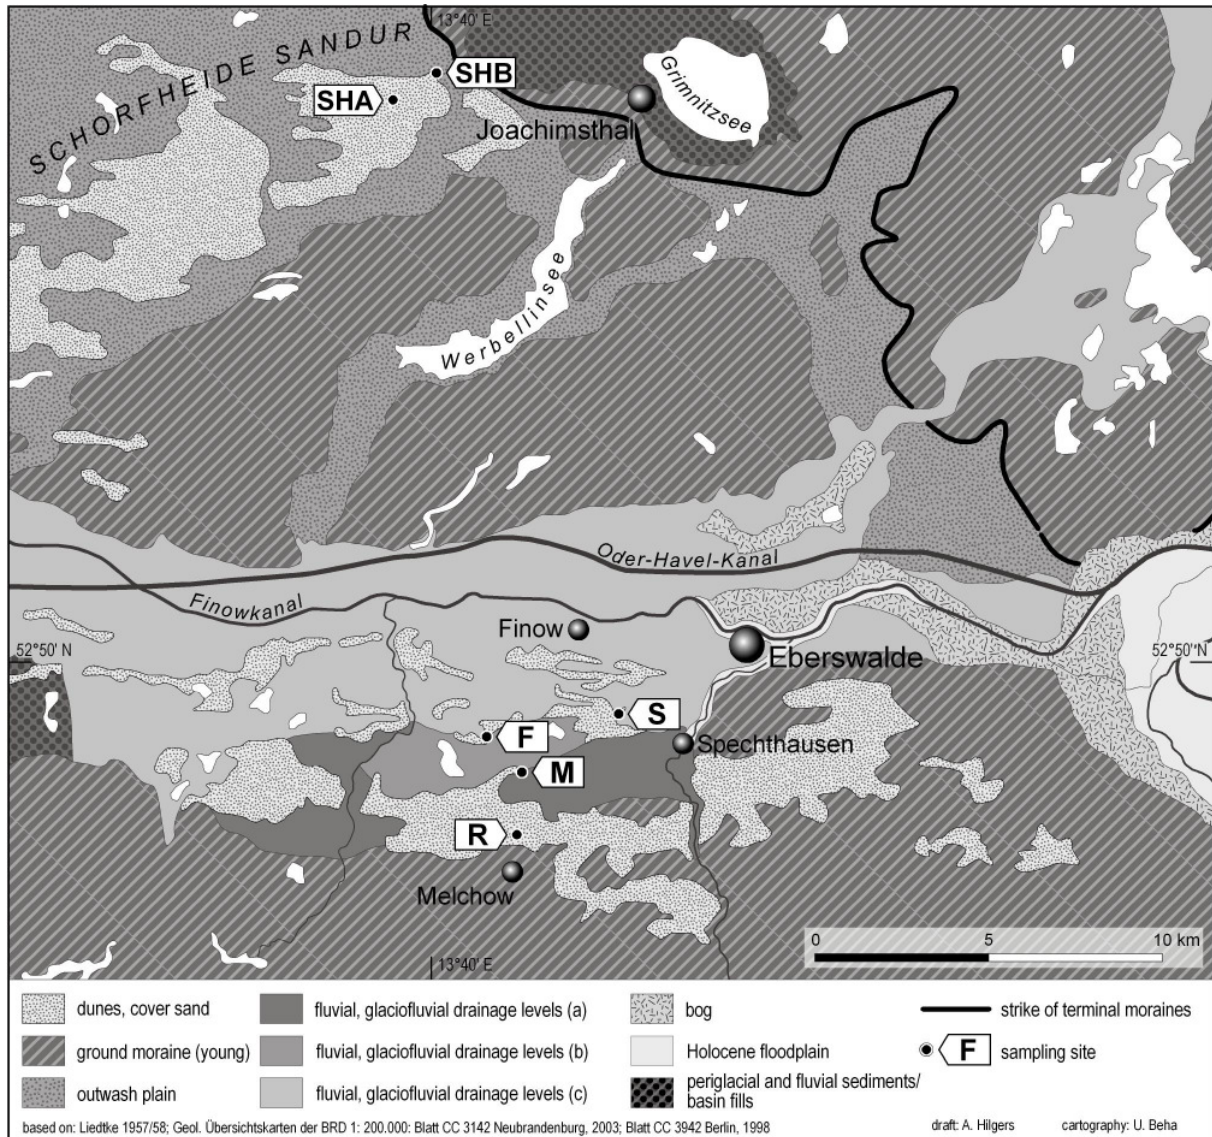 13°40' E
SCHORFHEIDE SANDUR
SHB
SHA
Grimnitzsee
Joachimsthal
Werbellinsee
Oder-Havel-Kanal
Finowkanal
Finow
52°50' N
Eberswalde
52°50' N
S
F
Spechthausen
M
R
Melchow
13°40' E
0 5 10 km
dunes, cover sand
ground moraine (young)
outwash plain
fluvial, glaciofluvial drainage levels (a)
fluvial, glaciofluvial drainage levels (b)
fluvial, glaciofluvial drainage levels (c)
bog
Holocene floodplain
periglacial and fluvial sediments/
basin fills
strike of terminal moraines
F sampling site
based on: Liedtke 1957/58; Geol. Übersichtskarten der BRD 1: 200.000: Blatt CC 3142 Neubrandenburg, 2003; Blatt CC 3942 Berlin, 1998 draft: A. Hilgers cartography: U. Beha